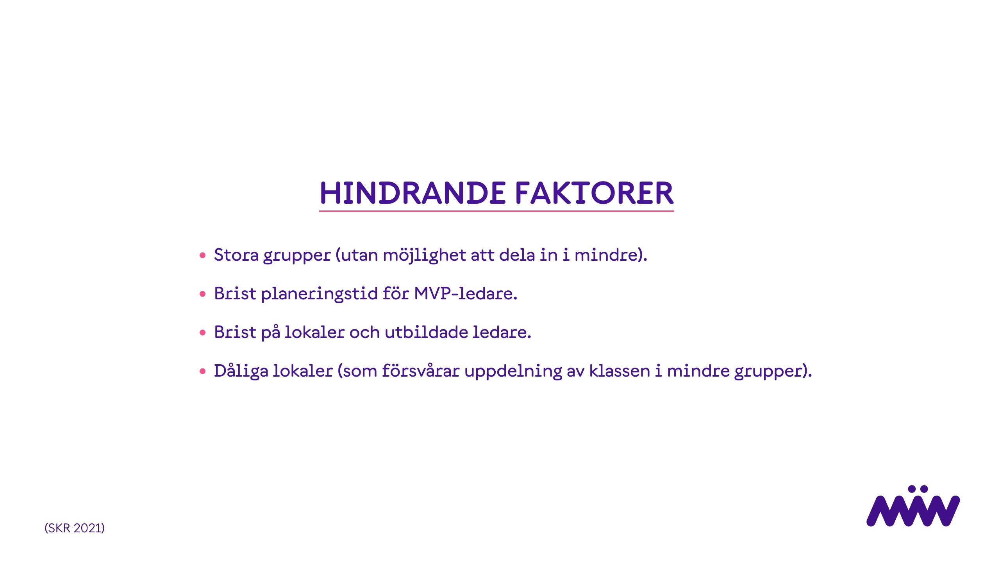 HINDRANDE FAKTORER
• Stora grupper (utan möjlighet att dela in i mindre).
• Brist planeringstid för MVP-ledare.
• Brist på lokaler och utbildade ledare.
• Dåliga lokaler (som försvårar uppdelning av klassen i mindre grupper).
(SKR 2021)
MÄN